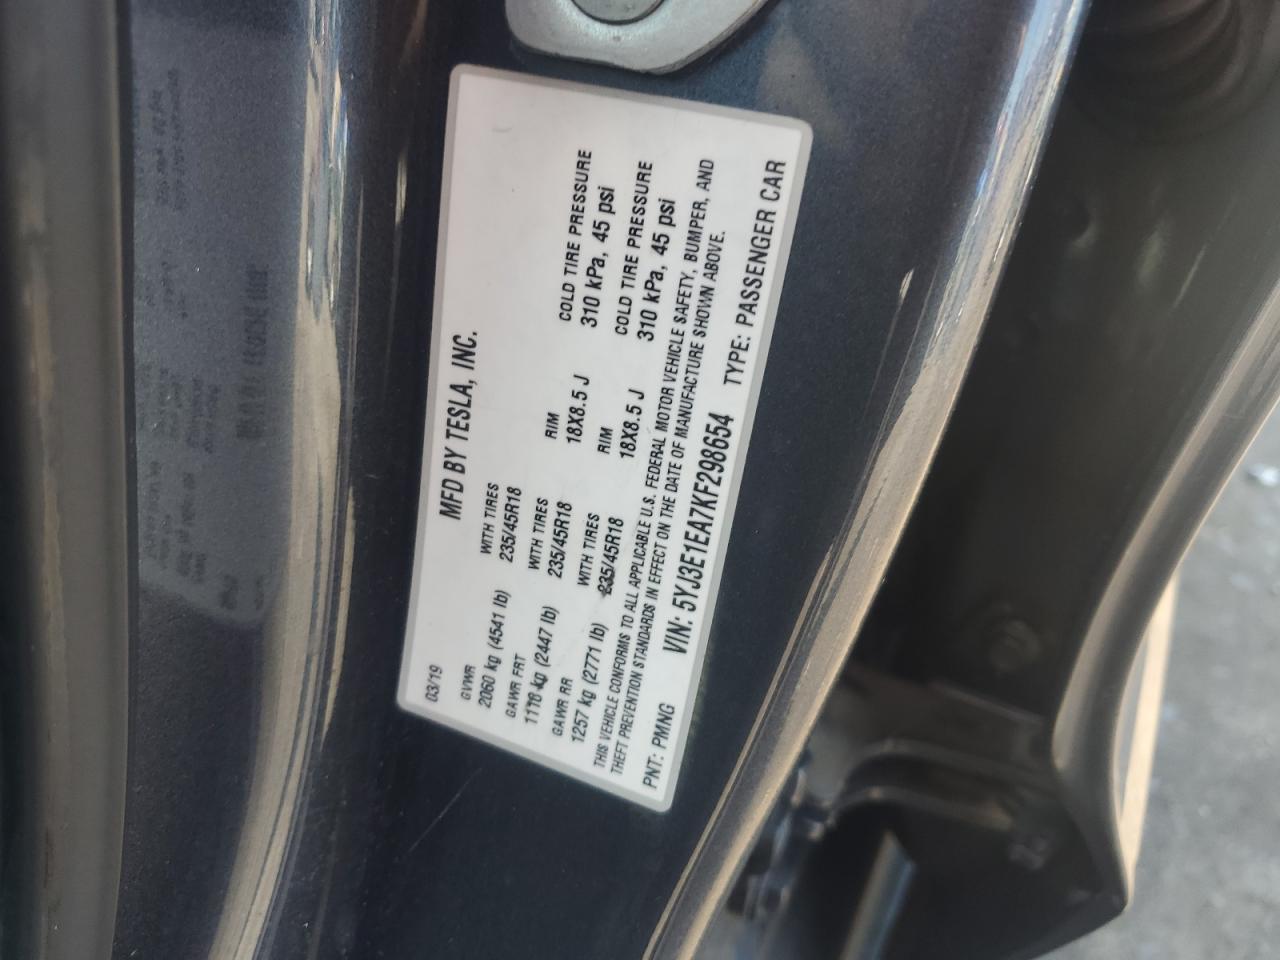 MFD BY TESLA, INC.
03/19
GVWR
2060 kg (4541 lb)
WITH TIRES
235/45R18
GAWR FRT
1110 kg (2447 lb)
WITH TIRES
235/45R18
RIM
18X8.5 J
COLD TIRE PRESSURE
310 kPa, 45 psi
GAWR RR
1257 kg (2771 lb)
WITH TIRES
235/45R18
RIM
18X8.5 J
COLD TIRE PRESSURE
310 kPa, 45 psi
THIS VEHICLE CONFORMS TO ALL APPLICABLE U.S. FEDERAL MOTOR VEHICLE SAFETY, BUMPER, AND
THEFT PREVENTION STANDARDS IN EFFECT ON THE DATE OF MANUFACTURE SHOWN ABOVE.
PNT: PMNG VIN: 5YJ3E1EA7KF298654 TYPE: PASSENGER CAR